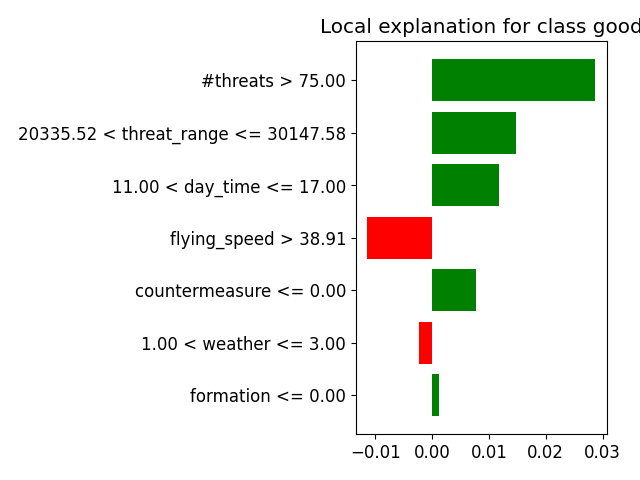 Local explanation for class good
#threats > 75.00
20335.52 < threat_range <= 30147.58
11.00 < day_time <= 17.00
flying_speed > 38.91
countermeasure <= 0.00
1.00 < weather <= 3.00
formation <= 0.00
−0.01 0.00 0.01 0.02 0.03